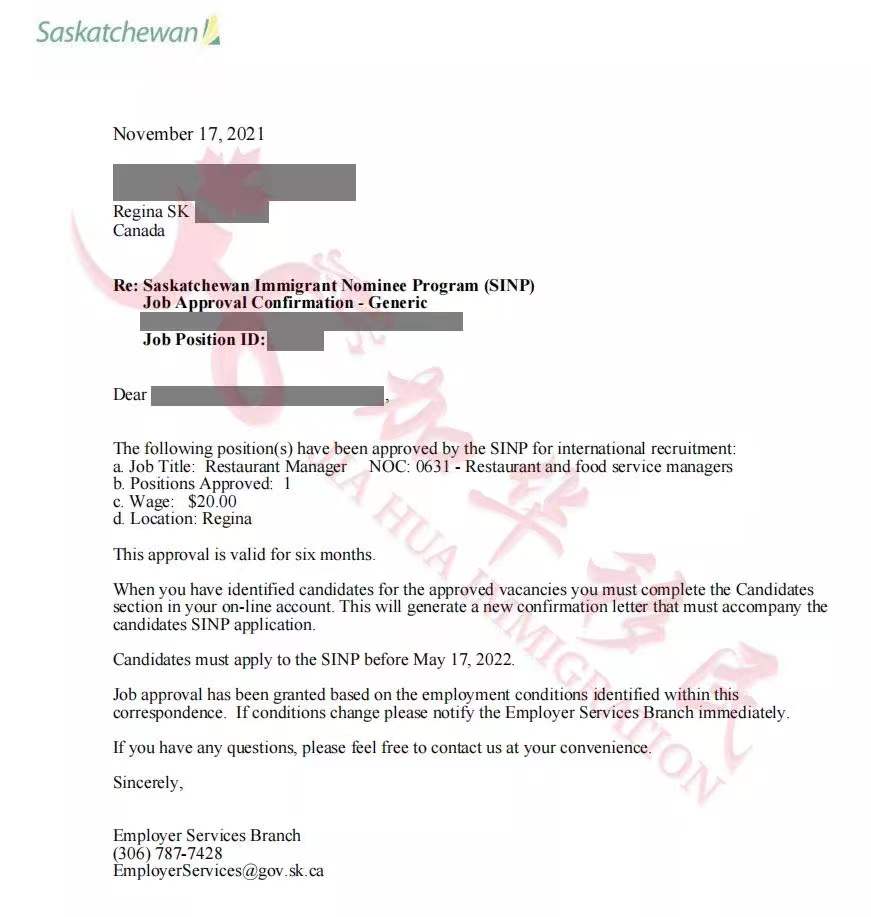 Saskatchewan
November 17, 2021
Regina SK
Canada
Re: Saskatchewan Immigrant Nominee Program (SINP)
Job Approval Confirmation - Generic
Job Position ID:
Dear ,
The following position(s) have been approved by the SINP for international recruitment:
a. Job Title: Restaurant Manager NOC: 0631 - Restaurant and food service managers
b. Positions Approved: 1
c. Wage: $20.00
d. Location: Regina
This approval is valid for six months.
When you have identified candidates for the approved vacancies you must complete the Candidates
section in your on-line account. This will generate a new confirmation letter that must accompany the
candidates SINP application.
Candidates must apply to the SINP before May 17, 2022.
Job approval has been granted based on the employment conditions identified within this
correspondence. If conditions change please notify the Employer Services Branch immediately.
If you have any questions, please feel free to contact us at your convenience.
Sincerely,
Employer Services Branch
(306) 787-7428
EmployerServices@gov.sk.ca
加华移民
JIA HUA IMMIGRATION